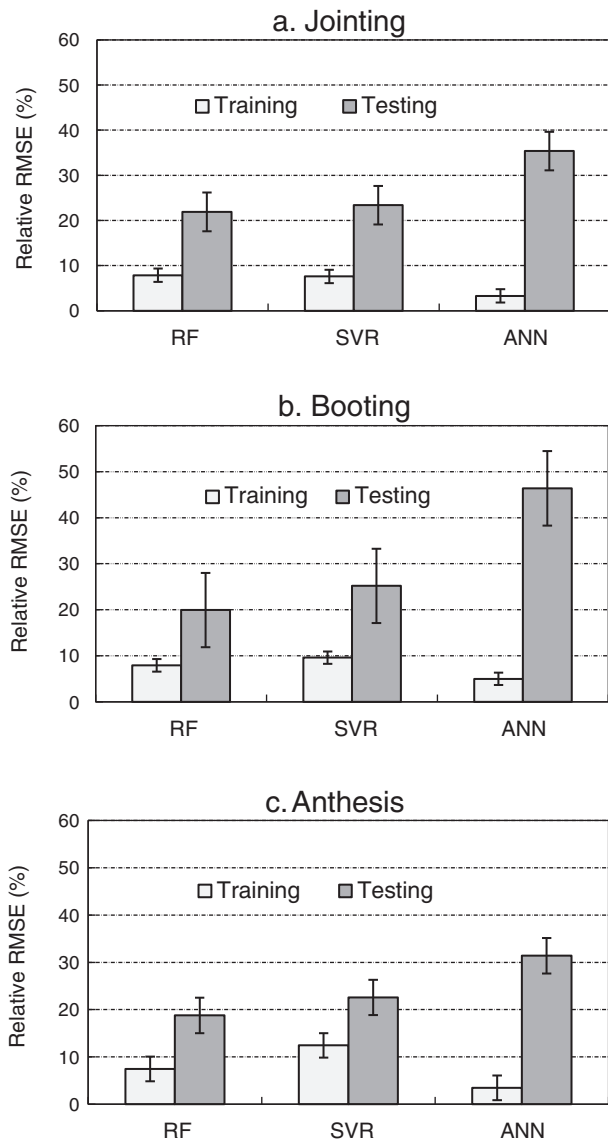 a. Jointing
60
50
40
30
20
10
0
Relative RMSE (%)
Training
Testing
RF
SVR
ANN
b. Booting
60
50
40
30
20
10
0
Relative RMSE (%)
Training
Testing
RF
SVR
ANN
c. Anthesis
60
50
40
30
20
10
0
Relative RMSE (%)
Training
Testing
RF
SVR
ANN